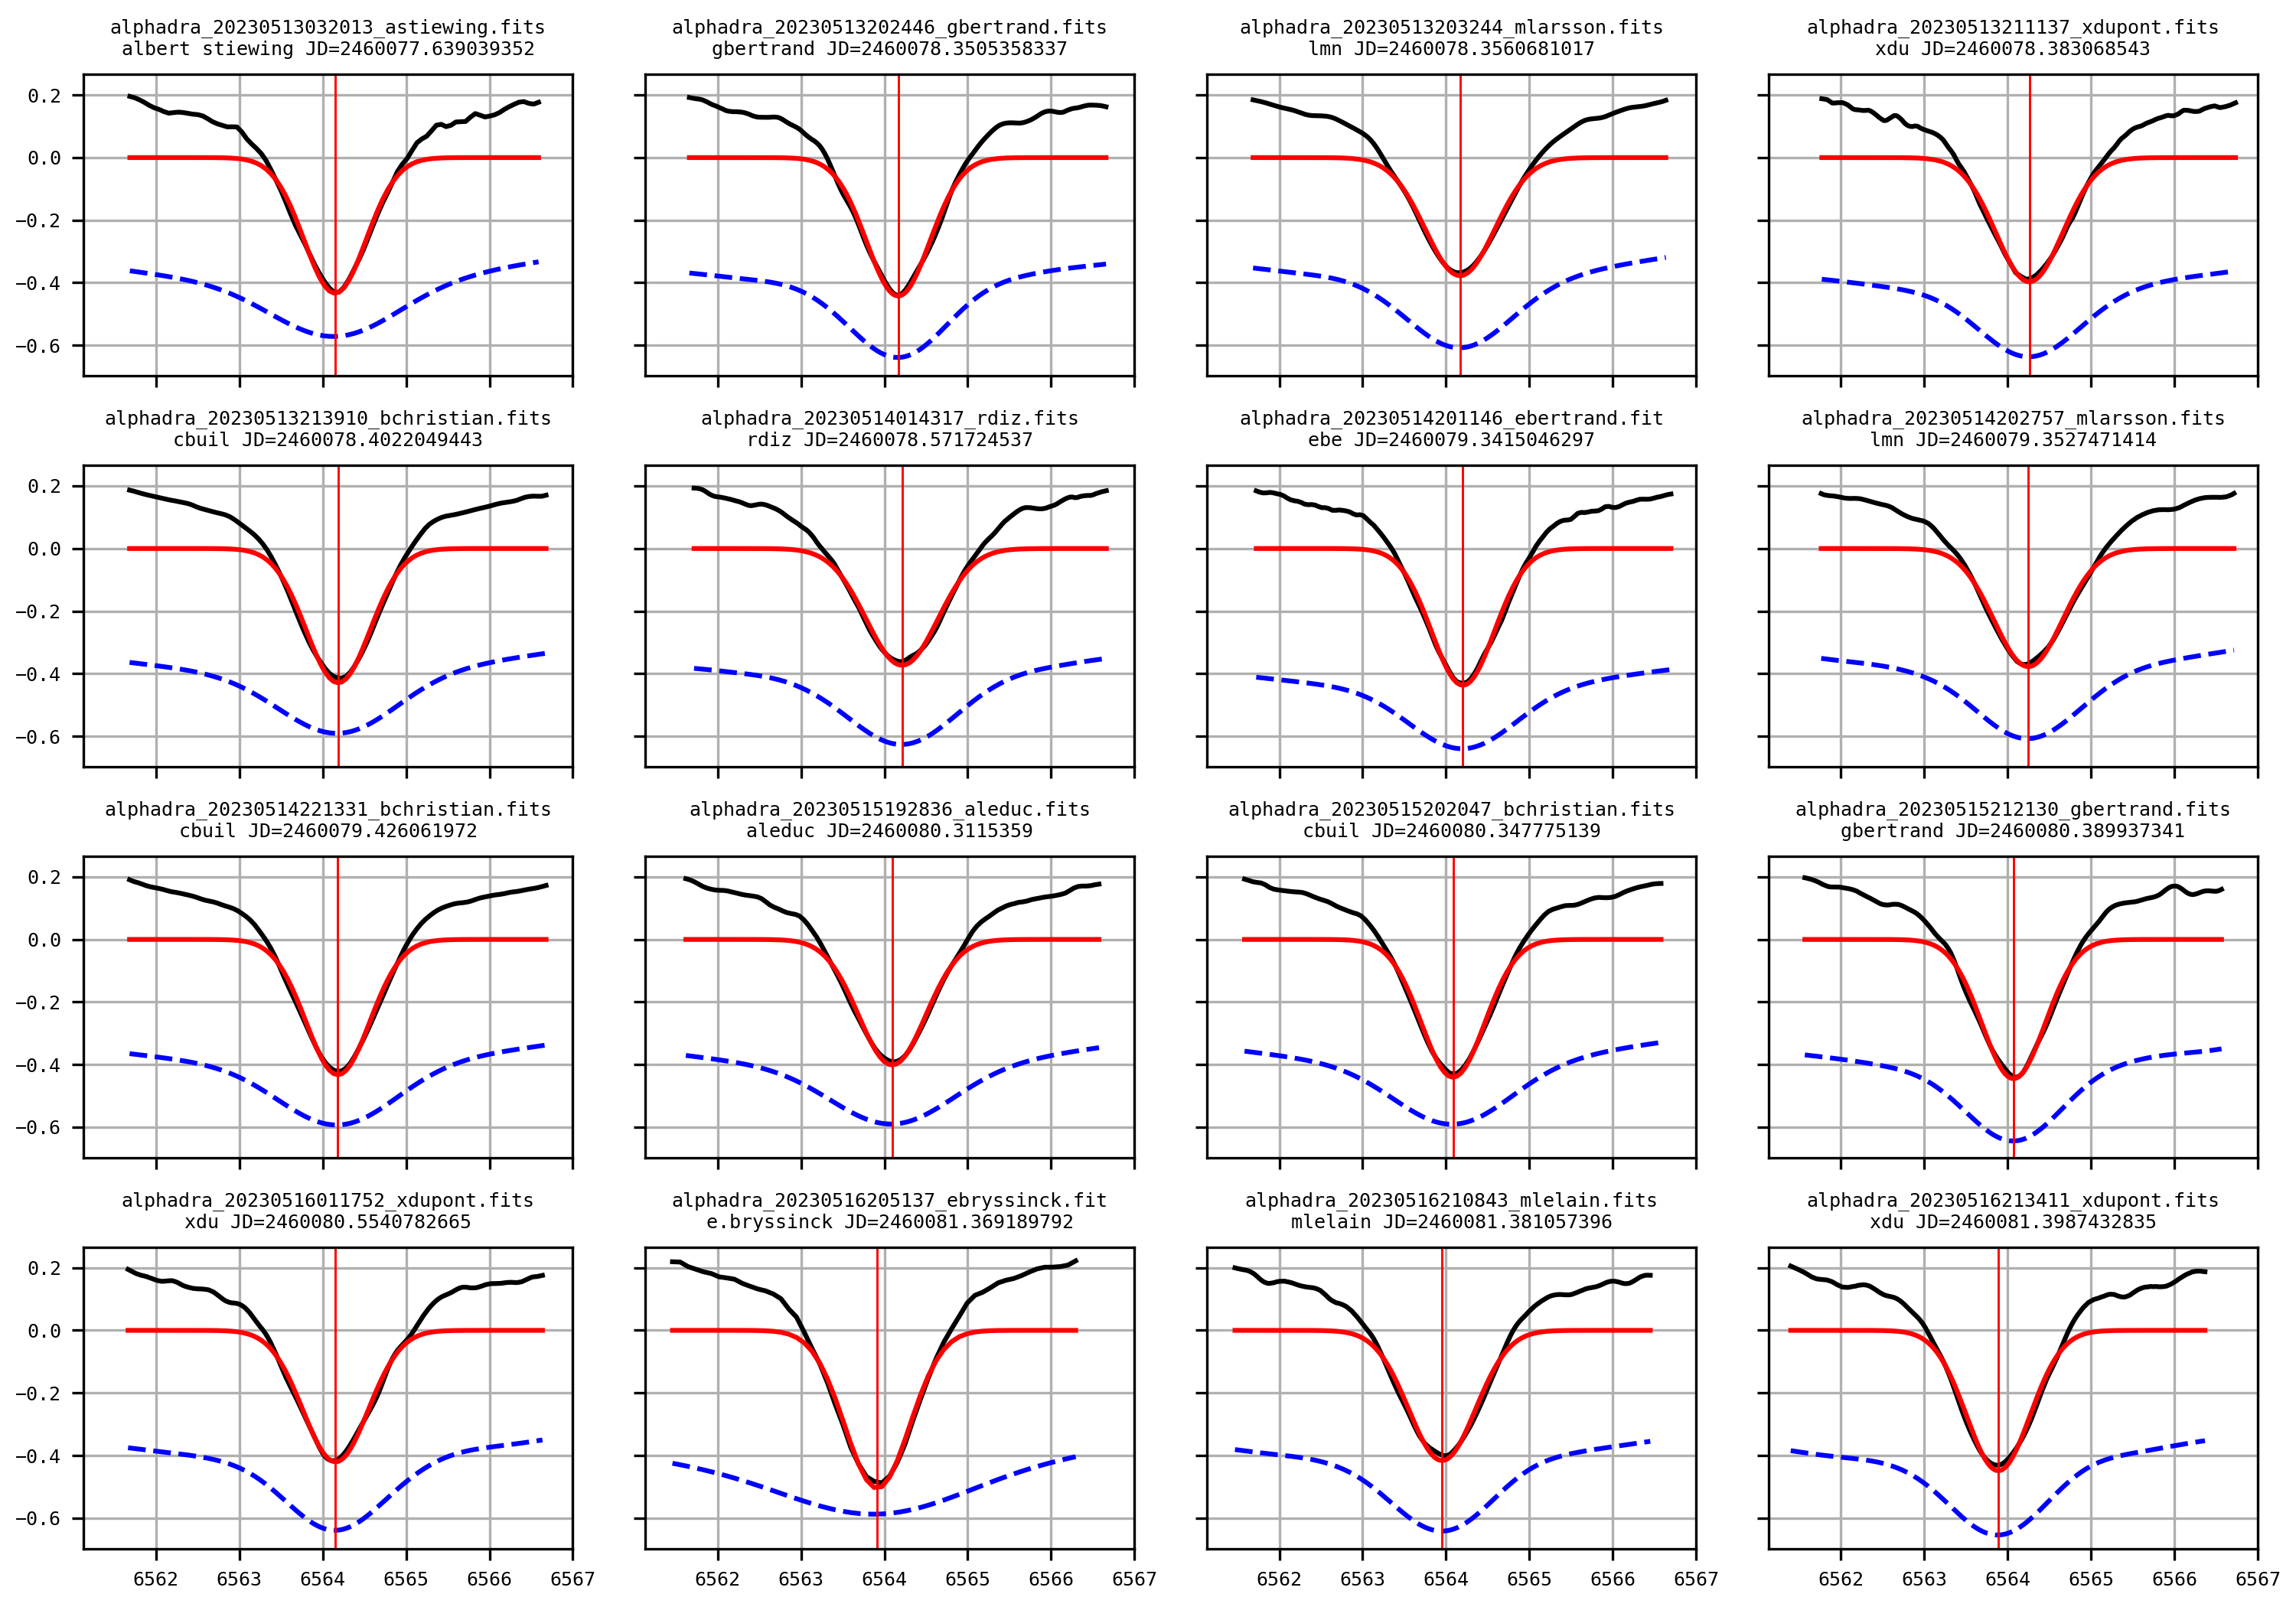 alphadra_20230513032013_astiewing.fits
albert stiewing JD=2460077.639039352
alphadra_20230513202446_gbertrand.fits
gbertrand JD=2460078.3505358337
alphadra_20230513203244_mlarsson.fits
lmn JD=2460078.3560681017
alphadra_20230513211137_xdupont.fits
xdu JD=2460078.383068543
0.2
0.0
−0.2
−0.4
−0.6
alphadra_20230513213910_bchristian.fits
cbuil JD=2460078.4022049443
alphadra_20230514014317_rdiz.fits
rdiz JD=2460078.571724537
alphadra_20230514201146_ebertrand.fit
ebe JD=2460079.3415046297
alphadra_20230514202757_mlarsson.fits
lmn JD=2460079.3527471414
0.2
0.0
−0.2
−0.4
−0.6
alphadra_20230514221331_bchristian.fits
cbuil JD=2460079.426061972
alphadra_20230515192836_aleduc.fits
aleduc JD=2460080.3115359
alphadra_20230515202047_bchristian.fits
cbuil JD=2460080.347775139
alphadra_20230515212130_gbertrand.fits
gbertrand JD=2460080.389937341
0.2
0.0
−0.2
−0.4
−0.6
alphadra_20230516011752_xdupont.fits
xdu JD=2460080.5540782665
alphadra_20230516205137_ebryssinck.fit
e.bryssinck JD=2460081.369189792
alphadra_20230516210843_mlelain.fits
mlelain JD=2460081.381057396
alphadra_20230516213411_xdupont.fits
xdu JD=2460081.3987432835
0.2
0.0
−0.2
−0.4
−0.6
6562 6563 6564 6565 6566 6567
6562 6563 6564 6565 6566 6567
6562 6563 6564 6565 6566 6567
6562 6563 6564 6565 6566 6567